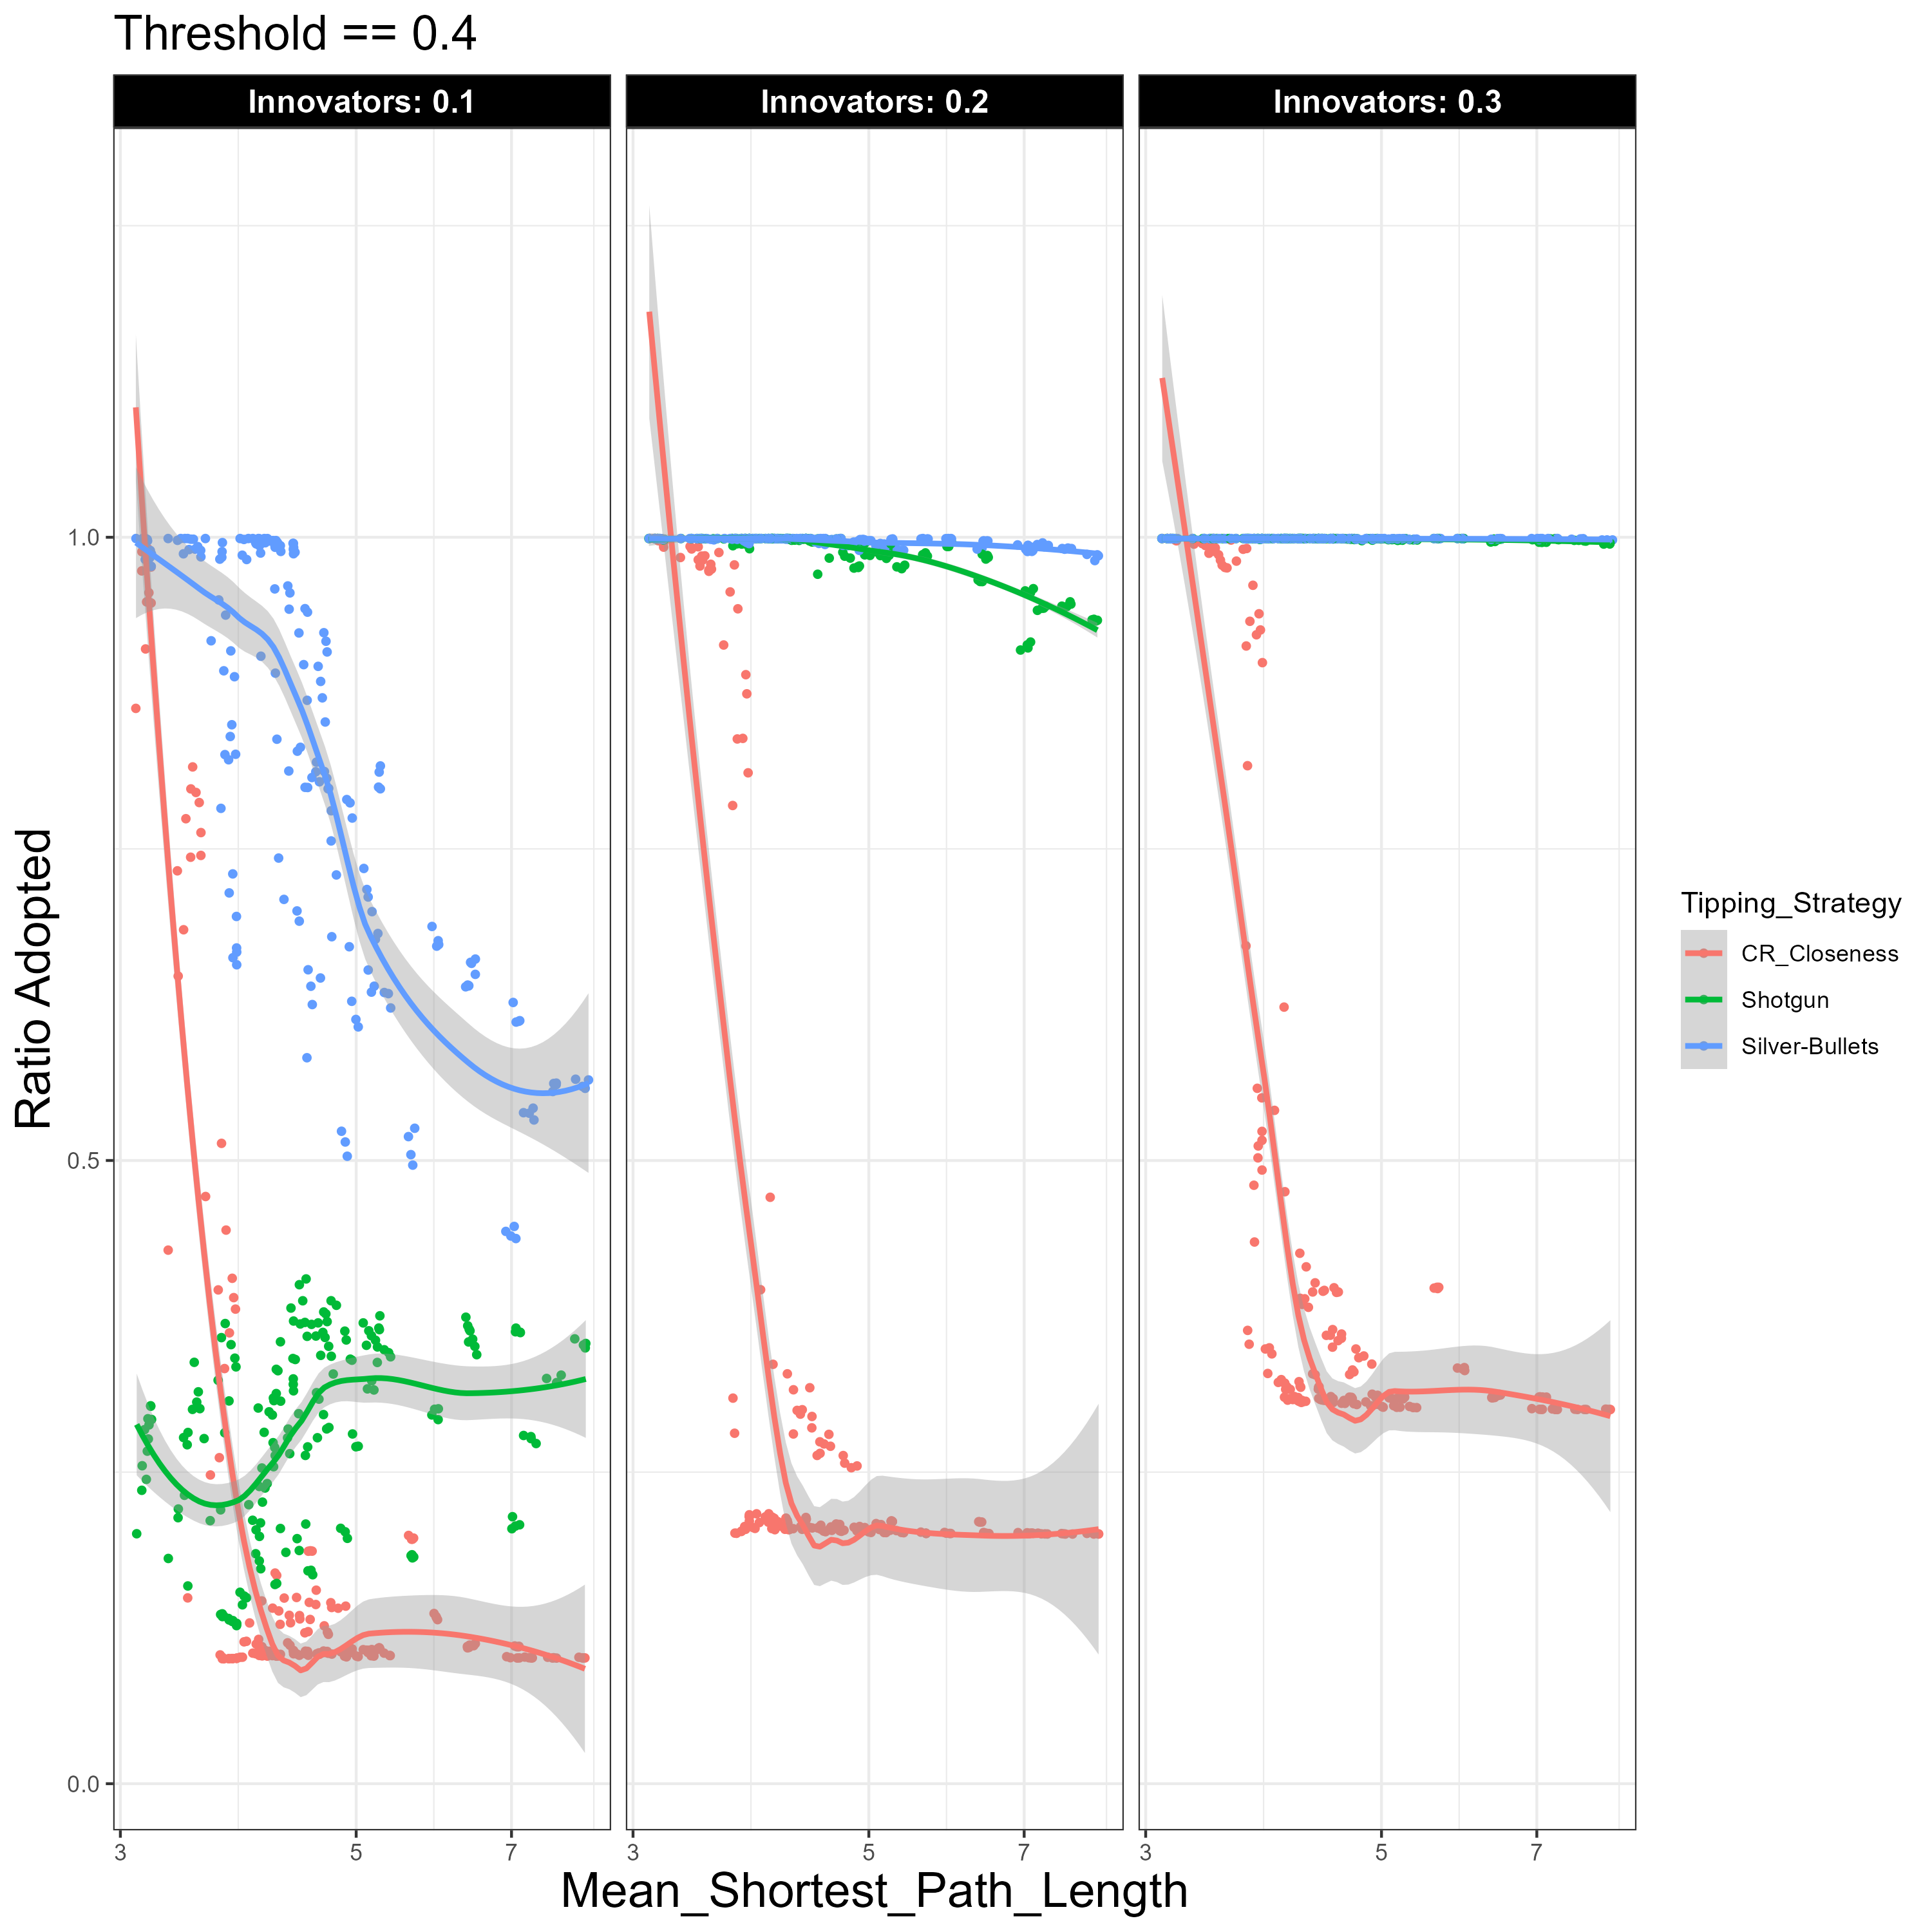 Threshold == 0.4
Innovators: 0.1
Innovators: 0.2
Innovators: 0.3
Ratio Adopted
1.0
0.5
0.0
3 5 7
3 5 7
3 5 7
Mean_Shortest_Path_Length
Tipping_Strategy
CR_Closeness
Shotgun
Silver-Bullets